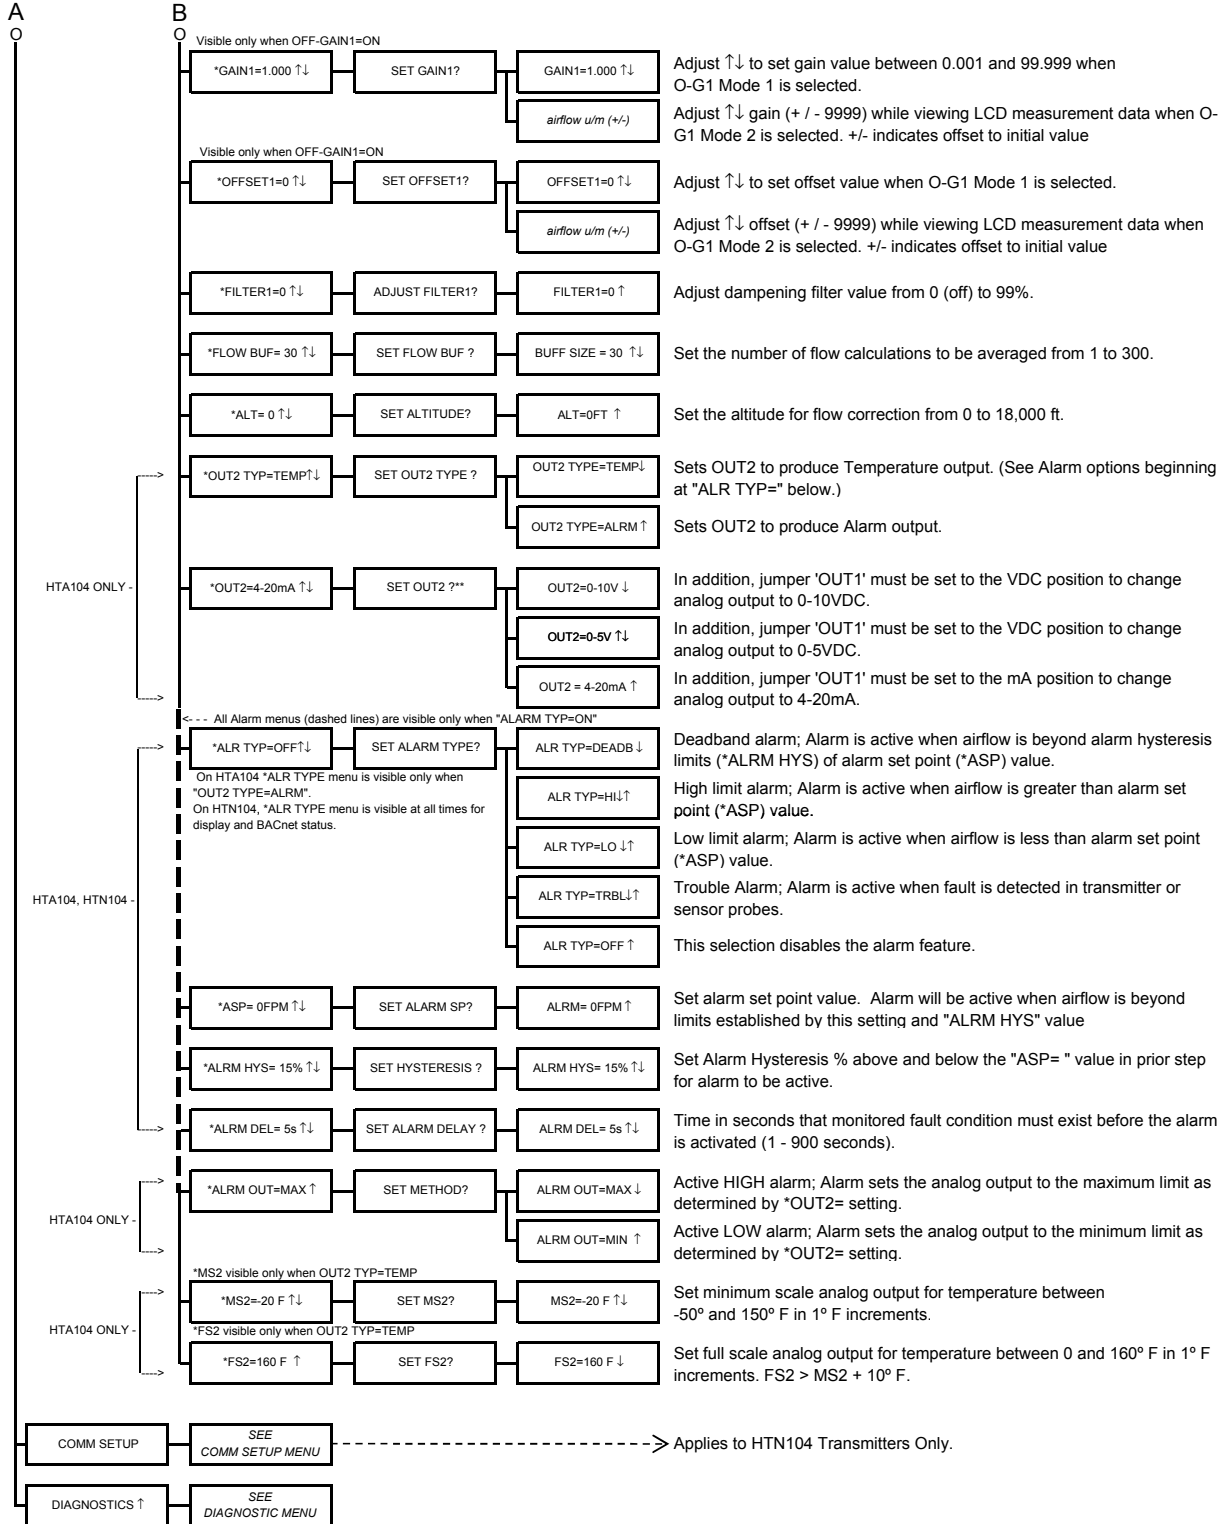 A
B
O
O
Visible only when OFF-GAIN1=ON
*GAIN1=1.000 ↑↓
SET GAIN1?
GAIN1=1.000 ↑↓
Adjust ↑↓ to set gain value between 0.001 and 99.999 when
O-G1 Mode 1 is selected.
airflow u/m (+/-)
Adjust ↑↓ gain (+ / - 9999) while viewing LCD measurement data when O-
G1 Mode 2 is selected. +/- indicates offset to initial value
Visible only when OFF-GAIN1=ON
*OFFSET1=0 ↑↓
SET OFFSET1?
OFFSET1=0 ↑↓
Adjust ↑↓ to set offset value when O-G1 Mode 1 is selected.
airflow u/m (+/-)
Adjust ↑↓ offset (+ / - 9999) while viewing LCD measurement data when
O-G1 Mode 2 is selected. +/- indicates offset to initial value
*FILTER1=0 ↑↓
ADJUST FILTER1?
FILTER1=0 ↑
Adjust dampening filter value from 0 (off) to 99%.
*FLOW BUF= 30 ↑↓
SET FLOW BUF ?
BUFF SIZE = 30 ↑↓
Set the number of flow calculations to be averaged from 1 to 300.
*ALT= 0 ↑↓
SET ALTITUDE?
ALT=0FT ↑
Set the altitude for flow correction from 0 to 18,000 ft.
----->
*OUT2 TYP=TEMP↑↓
SET OUT2 TYPE ?
OUT2 TYPE=TEMP↓
Sets OUT2 to produce Temperature output. (See Alarm options beginning
at "ALR TYP=" below.)
OUT2 TYPE=ALRM ↑
Sets OUT2 to produce Alarm output.
HTA104 ONLY -
*OUT2=4-20mA ↑↓
SET OUT2 ?**
OUT2=0-10V ↓
In addition, jumper 'OUT1' must be set to the VDC position to change
analog output to 0-10VDC.
OUT2=0-5V ↑↓
In addition, jumper 'OUT1' must be set to the VDC position to change
analog output to 0-5VDC.
----->
OUT2 = 4-20mA ↑
In addition, jumper 'OUT1' must be set to the mA position to change
analog output to 4-20mA.
<- - - All Alarm menus (dashed lines) are visible only when "ALARM TYP=ON"
----->
*ALR TYP=OFF↑↓
SET ALARM TYPE?
ALR TYP=DEADB ↓
Deadband alarm; Alarm is active when airflow is beyond alarm hysteresis
limits (*ALRM HYS) of alarm set point (*ASP) value.
On HTA104 *ALR TYPE menu is visible only when
"OUT2 TYPE=ALRM".
On HTN104, *ALR TYPE menu is visible at all times for
display and BACnet status.
ALR TYP=HI↓↑
High limit alarm; Alarm is active when airflow is greater than alarm set
point (*ASP) value.
ALR TYP=LO ↓↑
Low limit alarm; Alarm is active when airflow is less than alarm set point
(*ASP) value.
HTA104, HTN104 -
ALR TYP=TRBL↓↑
Trouble Alarm; Alarm is active when fault is detected in transmitter or
sensor probes.
ALR TYP=OFF ↑
This selection disables the alarm feature.
*ASP= 0FPM ↑↓
SET ALARM SP?
ALRM= 0FPM ↑
Set alarm set point value.  Alarm will be active when airflow is beyond
limits established by this setting and "ALRM HYS" value
*ALRM HYS= 15% ↑↓
SET HYSTERESIS ?
ALRM HYS= 15% ↑↓
Set Alarm Hysteresis % above and below the "ASP= " value in prior step
for alarm to be active.
----->
*ALRM DEL= 5s ↑↓
SET ALARM DELAY ?
ALRM DEL= 5s ↑↓
Time in seconds that monitored fault condition must exist before the alarm
is activated (1 - 900 seconds).
----->
*ALRM OUT=MAX ↑
SET METHOD?
ALRM OUT=MAX ↓
Active HIGH alarm; Alarm sets the analog output to the maximum limit as
determined by *OUT2= setting.
HTA104 ONLY -
----->
ALRM OUT=MIN ↑
Active LOW alarm; Alarm sets the analog output to the minimum limit as
determined by *OUT2= setting.
*MS2 visible only when OUT2 TYP=TEMP
----->
*MS2=-20 F ↑↓
SET MS2?
MS2=-20 F ↑↓
Set minimum scale analog output for temperature between
-50º and 150º F in 1º F increments.
HTA104 ONLY -
*FS2 visible only when OUT2 TYP=TEMP
----->
*FS2=160 F ↑
SET FS2?
FS2=160 F ↓
Set full scale analog output for temperature between 0 and 160º F in 1º F
increments. FS2 > MS2 + 10º F.
COMM SETUP
SEE
COMM SETUP MENU
Applies to HTN104 Transmitters Only.
DIAGNOSTICS ↑
SEE
DIAGNOSTIC MENU